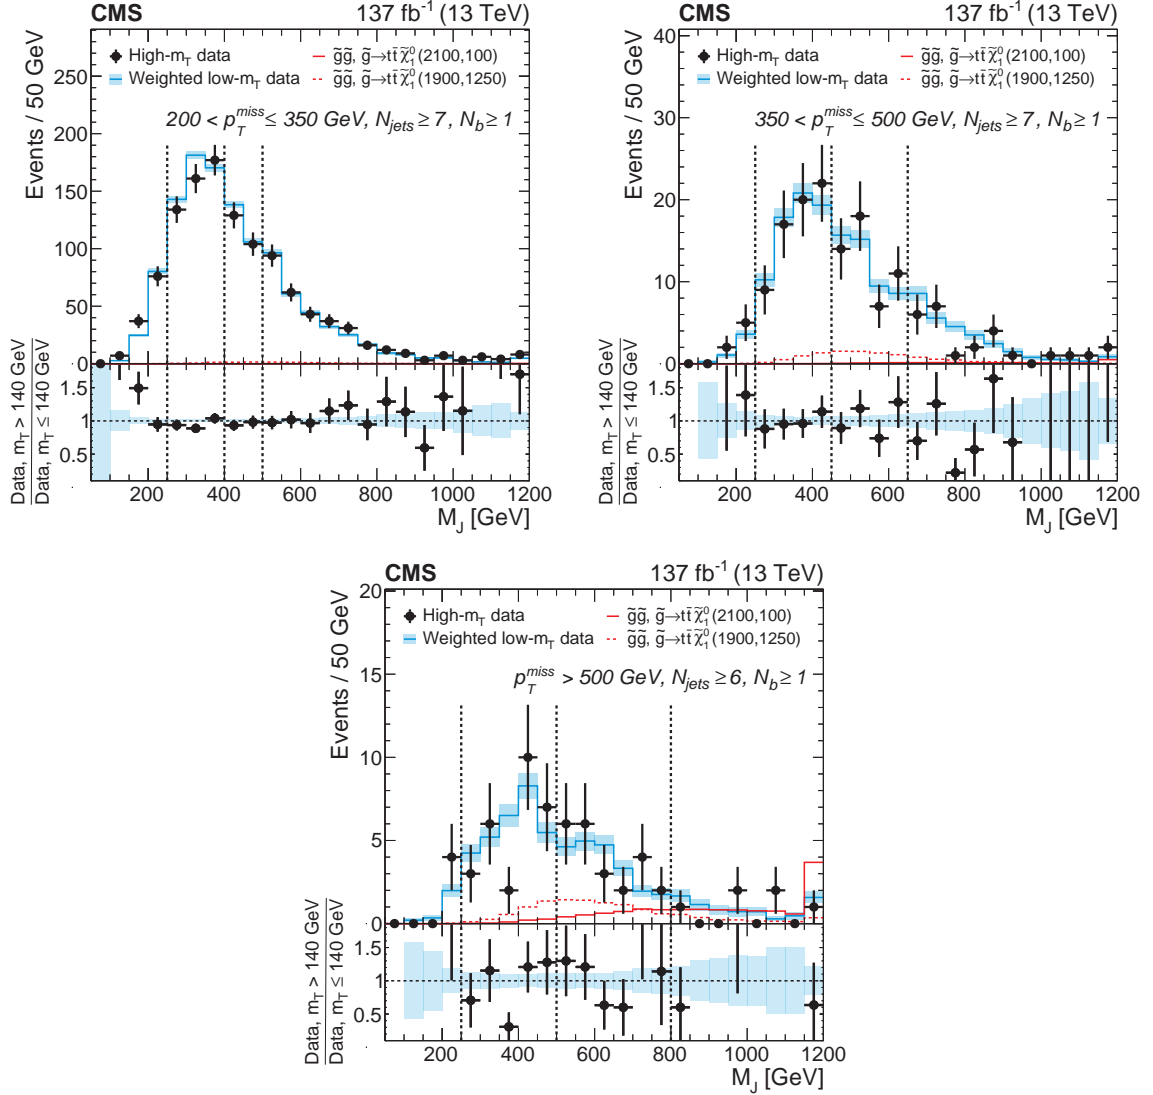 CMS 137 fb⁻¹ (13 TeV)
Events / 50 GeV
High-m_T data
Weighted low-m_T data
g̃g̃, g̃→tt̄χ̃⁰₁(2100,100)
g̃g̃, g̃→tt̄χ̃⁰₁(1900,1250)
200 < p_T^miss ≤ 350 GeV, N_jets ≥ 7, N_b ≥ 1
250
200
150
100
50
0
Data, m_T > 140 GeV
Data, m_T ≤ 140 GeV
1.5
1
0.5
200 400 600 800 1000 1200
M_J [GeV]
CMS 137 fb⁻¹ (13 TeV)
Events / 50 GeV
High-m_T data
Weighted low-m_T data
g̃g̃, g̃→tt̄χ̃⁰₁(2100,100)
g̃g̃, g̃→tt̄χ̃⁰₁(1900,1250)
350 < p_T^miss ≤ 500 GeV, N_jets ≥ 7, N_b ≥ 1
40
30
20
10
0
Data, m_T > 140 GeV
Data, m_T ≤ 140 GeV
1.5
1
0.5
200 400 600 800 1000 1200
M_J [GeV]
CMS 137 fb⁻¹ (13 TeV)
Events / 50 GeV
High-m_T data
Weighted low-m_T data
g̃g̃, g̃→tt̄χ̃⁰₁(2100,100)
g̃g̃, g̃→tt̄χ̃⁰₁(1900,1250)
p_T^miss > 500 GeV, N_jets ≥ 6, N_b ≥ 1
20
15
10
5
0
Data, m_T > 140 GeV
Data, m_T ≤ 140 GeV
1.5
1
0.5
200 400 600 800 1000 1200
M_J [GeV]